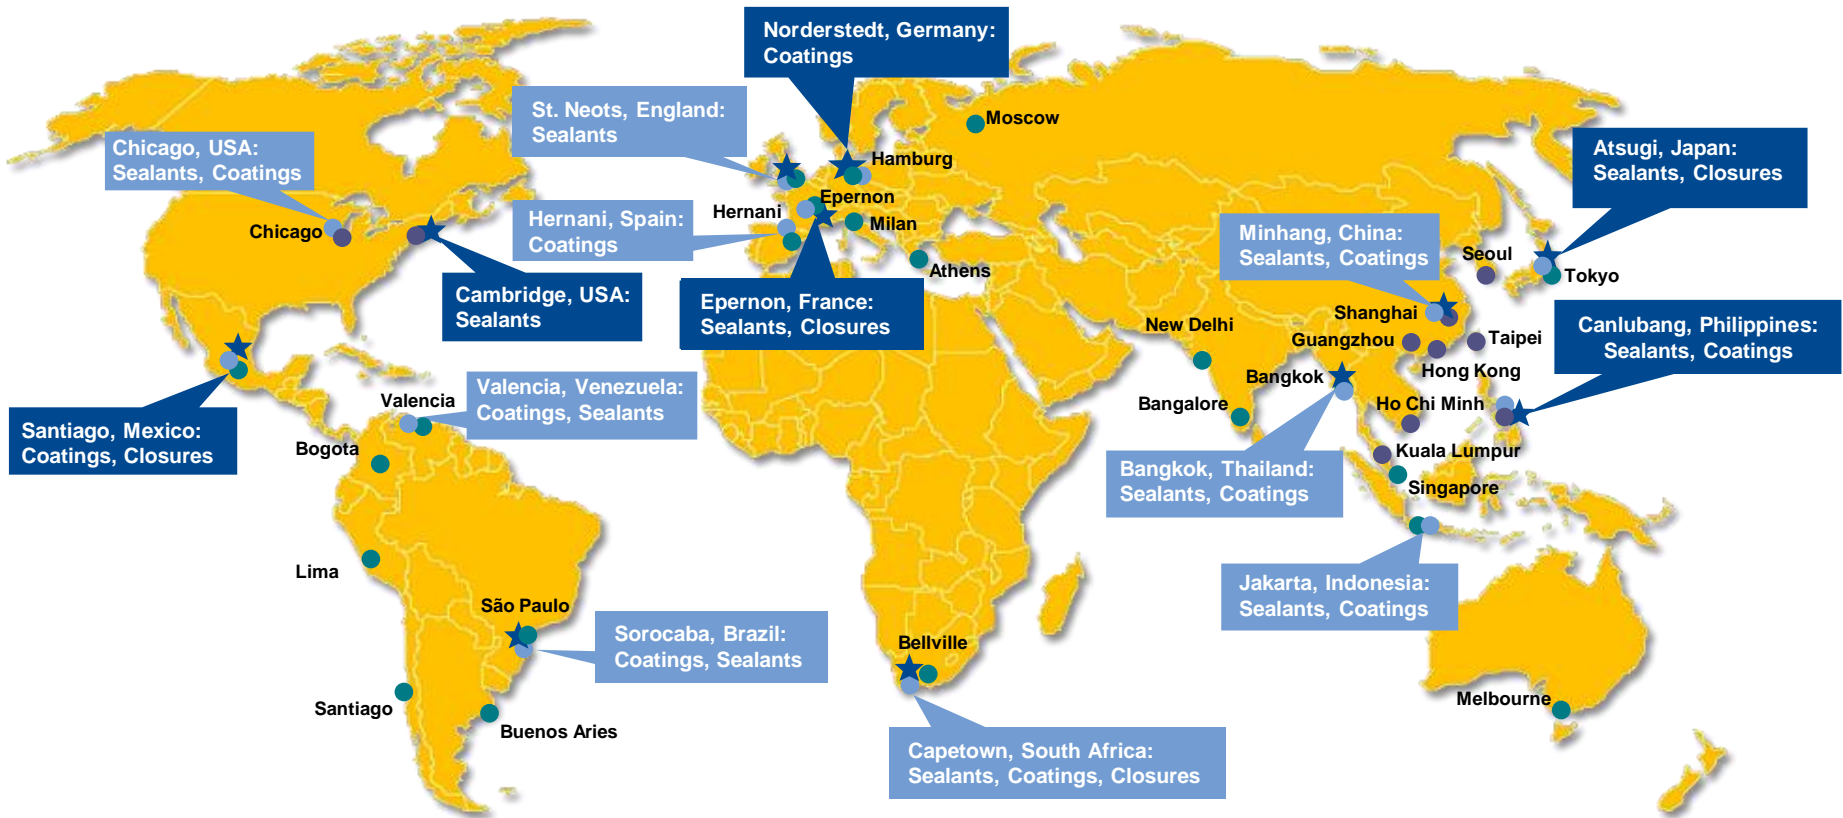 Norderstedt, Germany:
Coatings
St. Neots, England:
Sealants
Moscow
Chicago, USA:
Sealants, Coatings
Hamburg
Atsugi, Japan:
Sealants, Closures
Epernon
Hernani
Hernani, Spain:
Coatings
Milan
Chicago
Minhang, China:
Sealants, Coatings
Seoul
Tokyo
Athens
Cambridge, USA:
Sealants
Epernon, France:
Sealants, Closures
Shanghai
New Delhi
Guangzhou
Taipei
Canlubang, Philippines:
Sealants, Coatings
Hong Kong
Bangkok
Valencia
Valencia, Venezuela:
Coatings, Sealants
Bangalore
Ho Chi Minh
Santiago, Mexico:
Coatings, Closures
Bogota
Kuala Lumpur
Bangkok, Thailand:
Sealants, Coatings
Singapore
Lima
Jakarta, Indonesia:
Sealants, Coatings
São Paulo
Sorocaba, Brazil:
Coatings, Sealants
Bellville
Santiago
Melbourne
Buenos Aries
Capetown, South Africa:
Sealants, Coatings, Closures